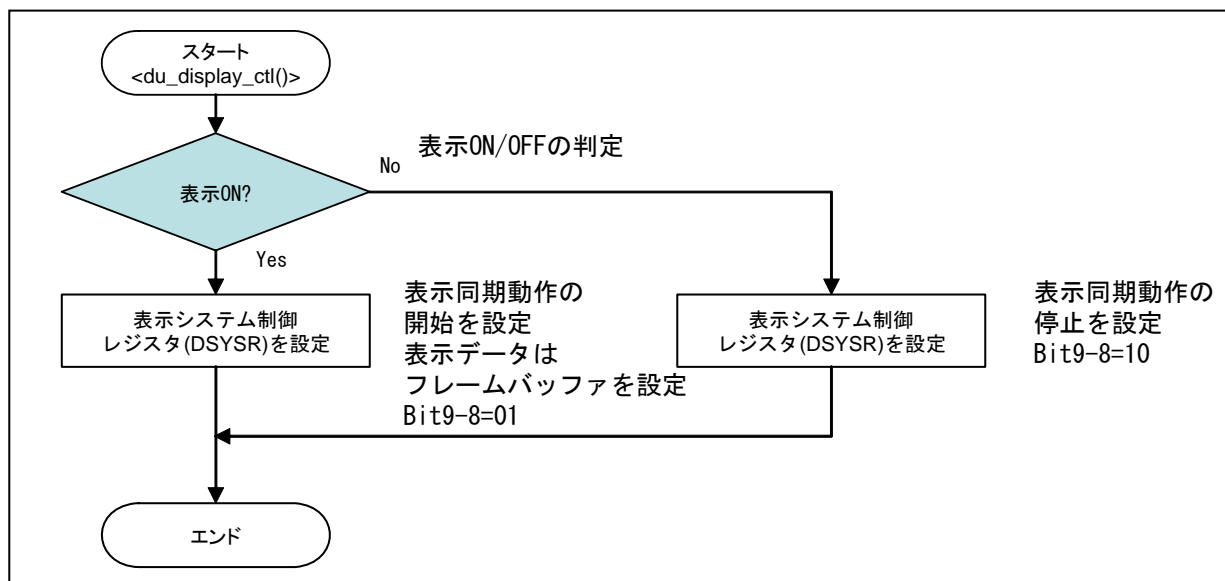 スタート
<du_display_ctl()>
表示ON/OFFの判定
No
表示ON?
Yes
表示システム制御
レジスタ(DSYSR)を設定
表示同期動作の
開始を設定
表示データは
フレームバッファを設定
Bit9-8=01
表示システム制御
レジスタ(DSYSR)を設定
表示同期動作の
停止を設定
Bit9-8=10
エンド